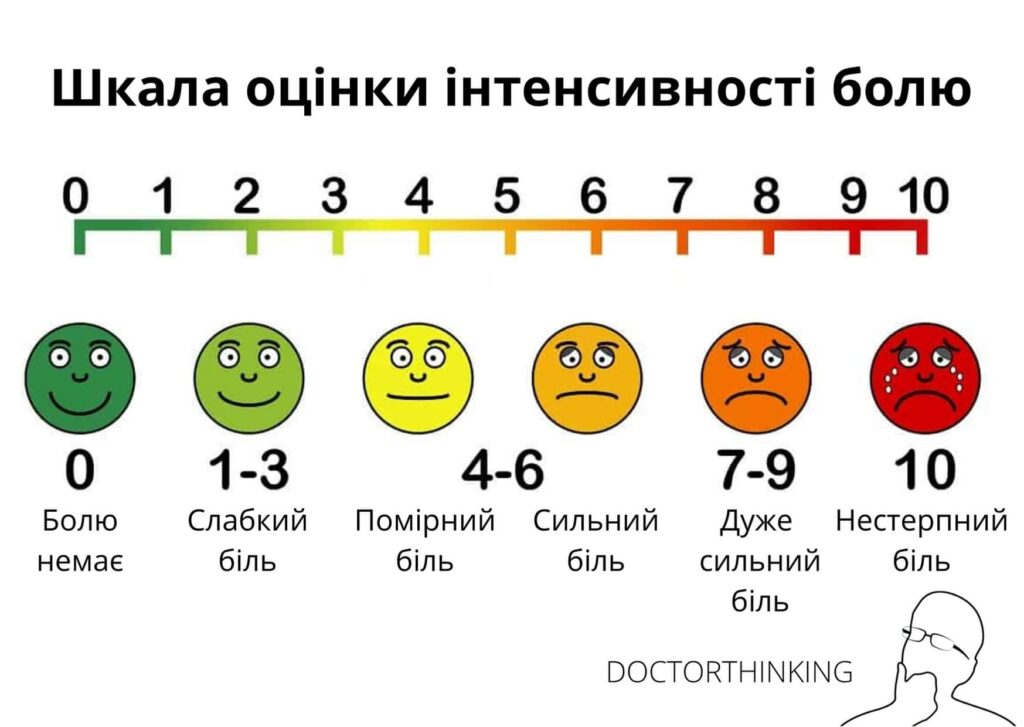 Шкала оцінки інтенсивності болю
0 1 2 3 4 5 6 7 8 9 10
0 1-3 4-6 7-9 10
Болю Слабкий Помірний Сильний Дуже Нестерпний
немає біль біль біль сильний біль
біль
DOCTORTHINKING